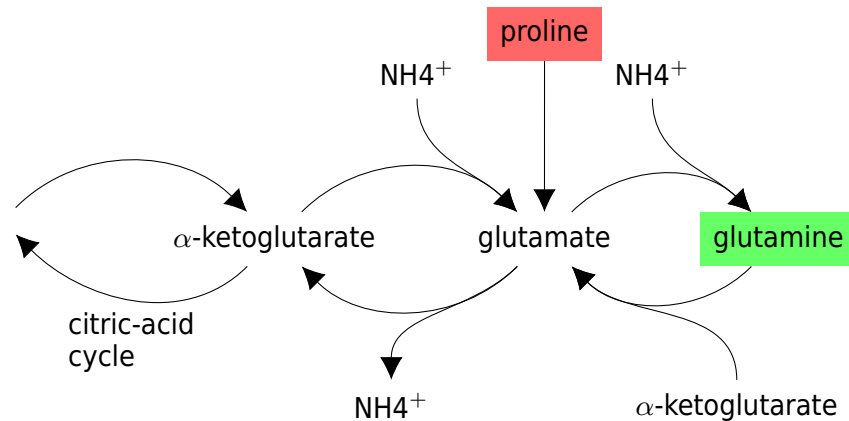 proline
NH4⁺
NH4⁺
α-ketoglutarate
glutamate
glutamine
citric-acid
cycle
NH4⁺
α-ketoglutarate